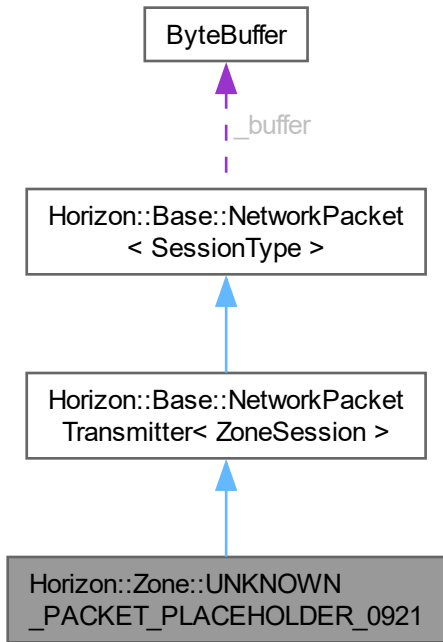 ByteBuffer
_buffer
Horizon::Base::NetworkPacket
< SessionType >
Horizon::Base::NetworkPacket
Transmitter< ZoneSession >
Horizon::Zone::UNKNOWN
_PACKET_PLACEHOLDER_0921